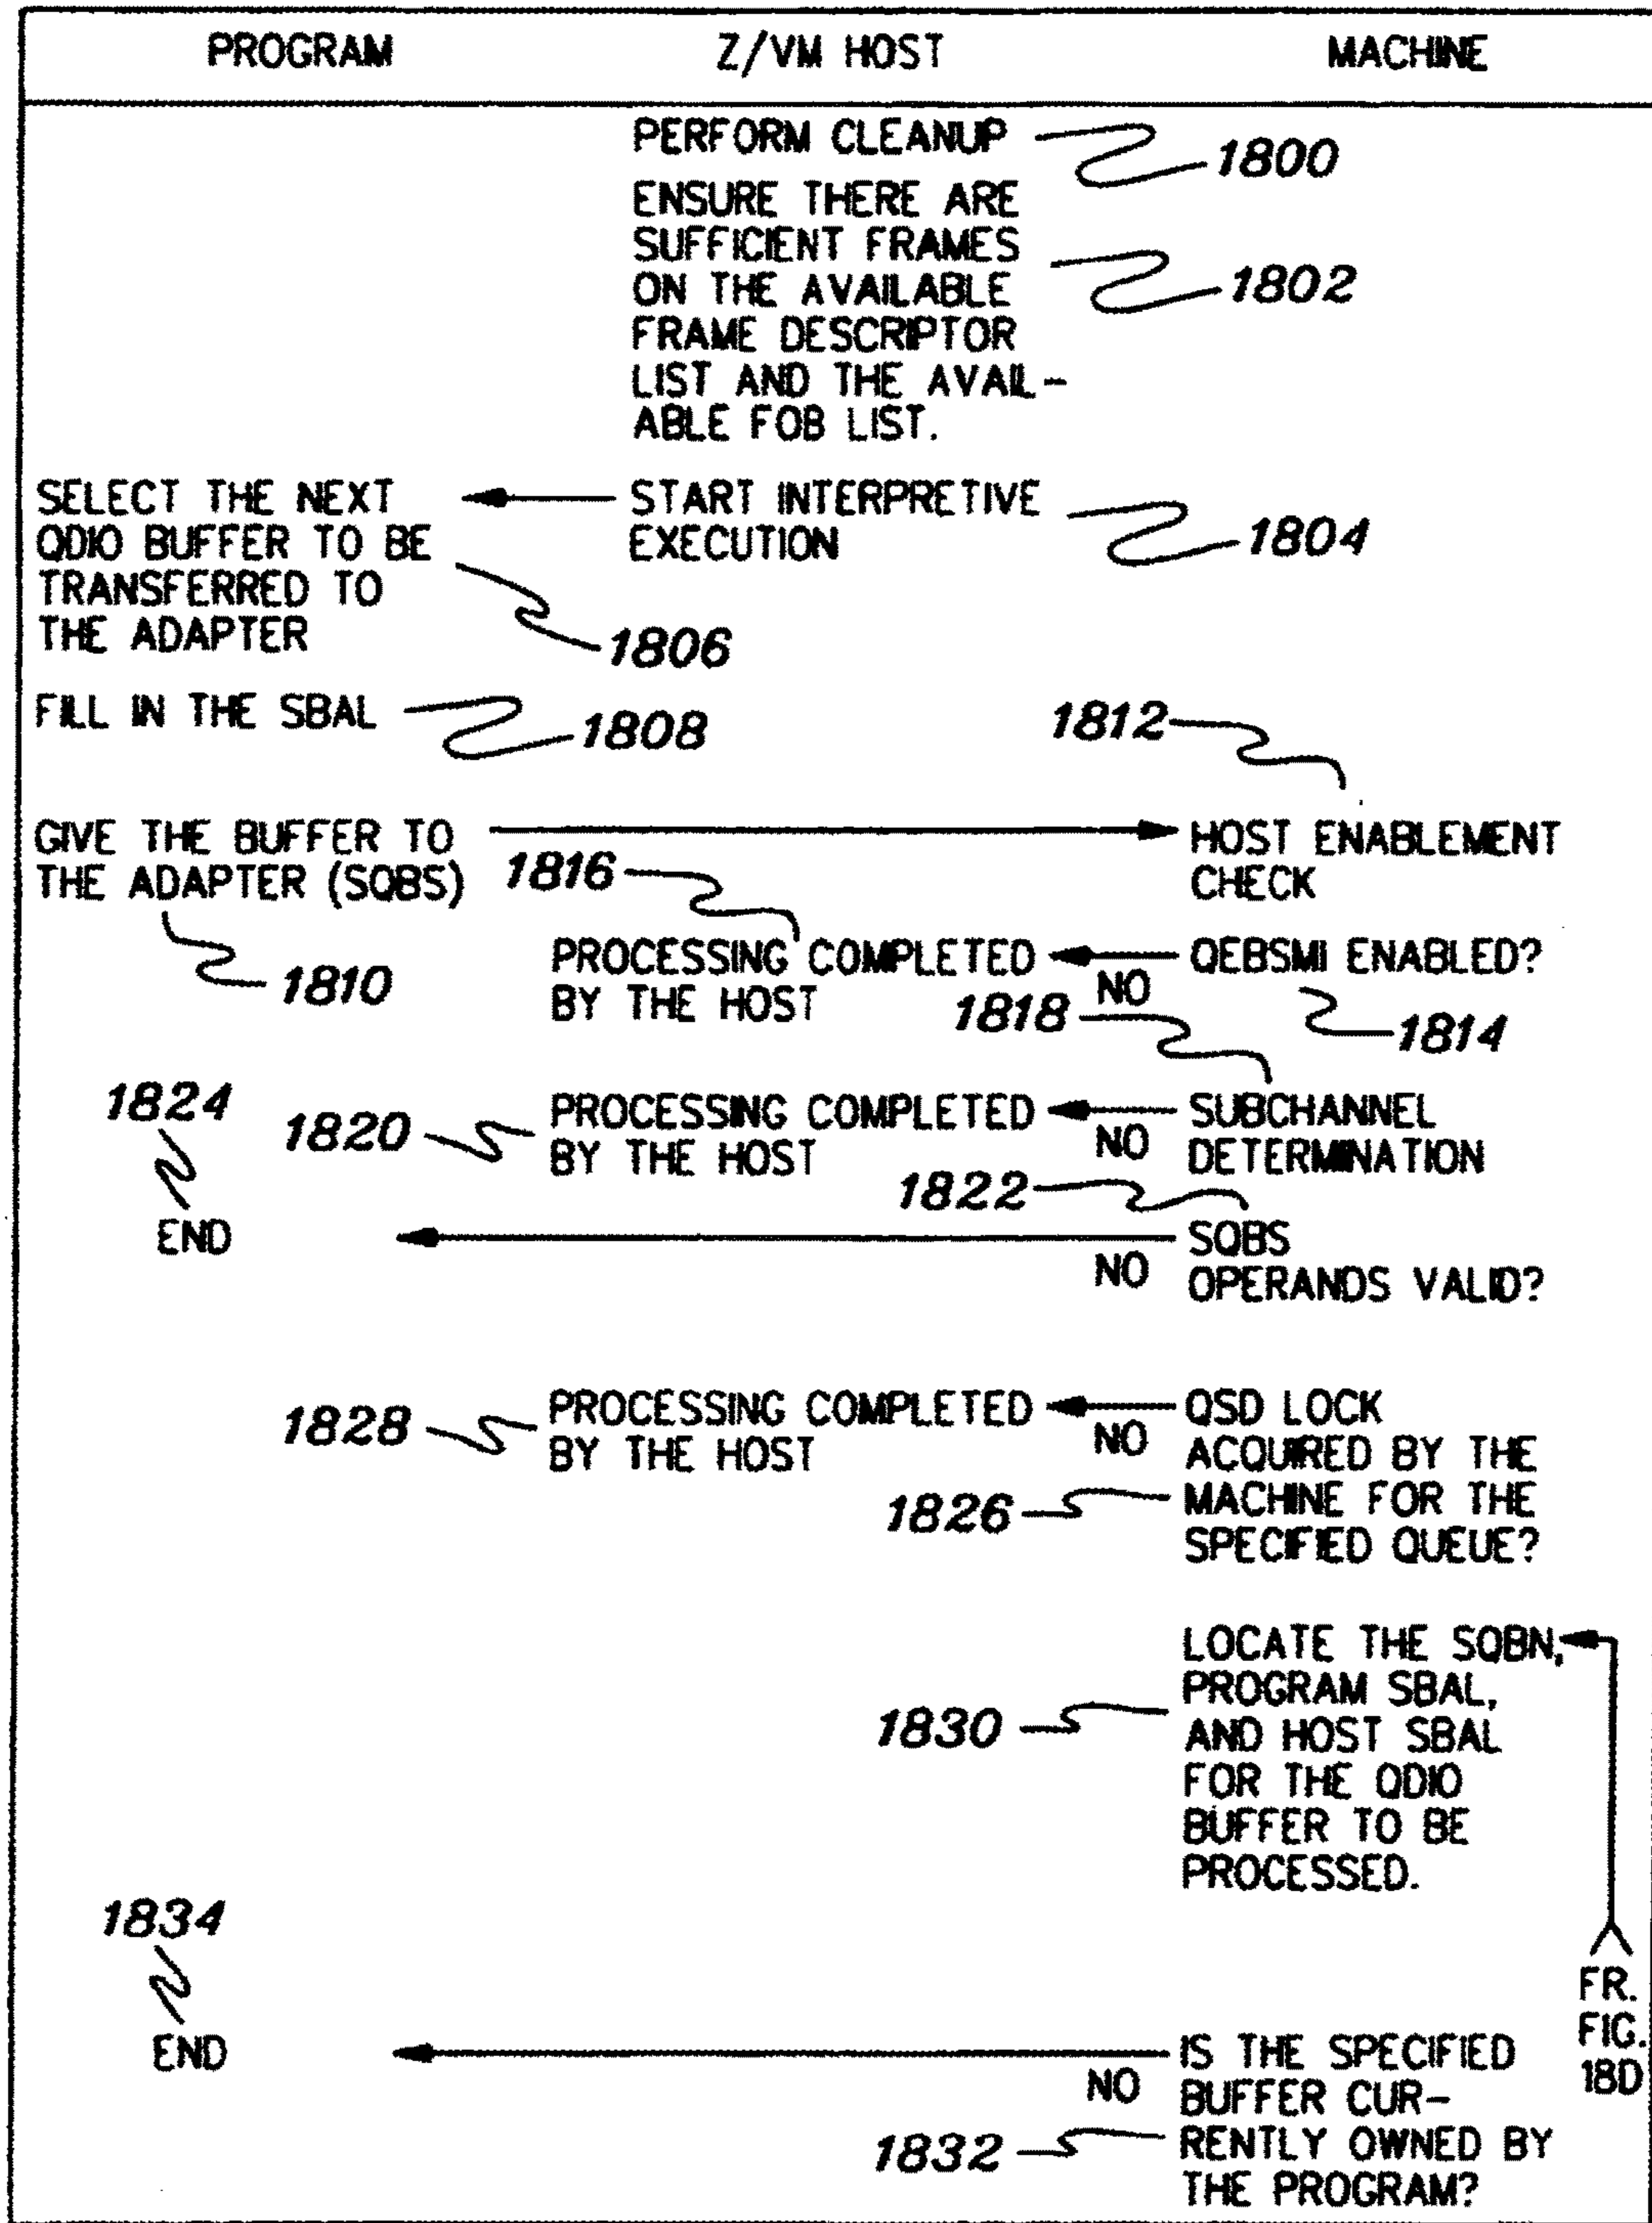 PROGRAM Z/VM HOST MACHINE
PERFORM CLEANUP
1800
ENSURE THERE ARE
SUFFICIENT FRAMES
ON THE AVAILABLE
FRAME DESCRIPTOR
LIST AND THE AVAIL-
ABLE FOB LIST.
1802
SELECT THE NEXT
QDIO BUFFER TO BE
TRANSFERRED TO
THE ADAPTER
1806
START INTERPRETIVE
EXECUTION
1804
FILL IN THE SBAL
1808
1812
GIVE THE BUFFER TO
THE ADAPTER (SQBS)
1810
HOST ENABLEMENT
CHECK
1816
PROCESSING COMPLETED
BY THE HOST
NO
QEBSMI ENABLED?
1814
1818
1824
END
1820
PROCESSING COMPLETED
BY THE HOST
NO
SUBCHANNEL
DETERMINATION
1822
NO
SQBS
OPERANDS VALID?
1828
PROCESSING COMPLETED
BY THE HOST
NO
QSD LOCK
ACQUIRED BY THE
MACHINE FOR THE
SPECIFIED QUEUE?
1826
LOCATE THE SQBN,
PROGRAM SBAL,
AND HOST SBAL
FOR THE QDIO
BUFFER TO BE
PROCESSED.
1830
FR.
FIG.
18D
1834
END
NO
IS THE SPECIFIED
BUFFER CUR-
RENTLY OWNED BY
THE PROGRAM?
1832